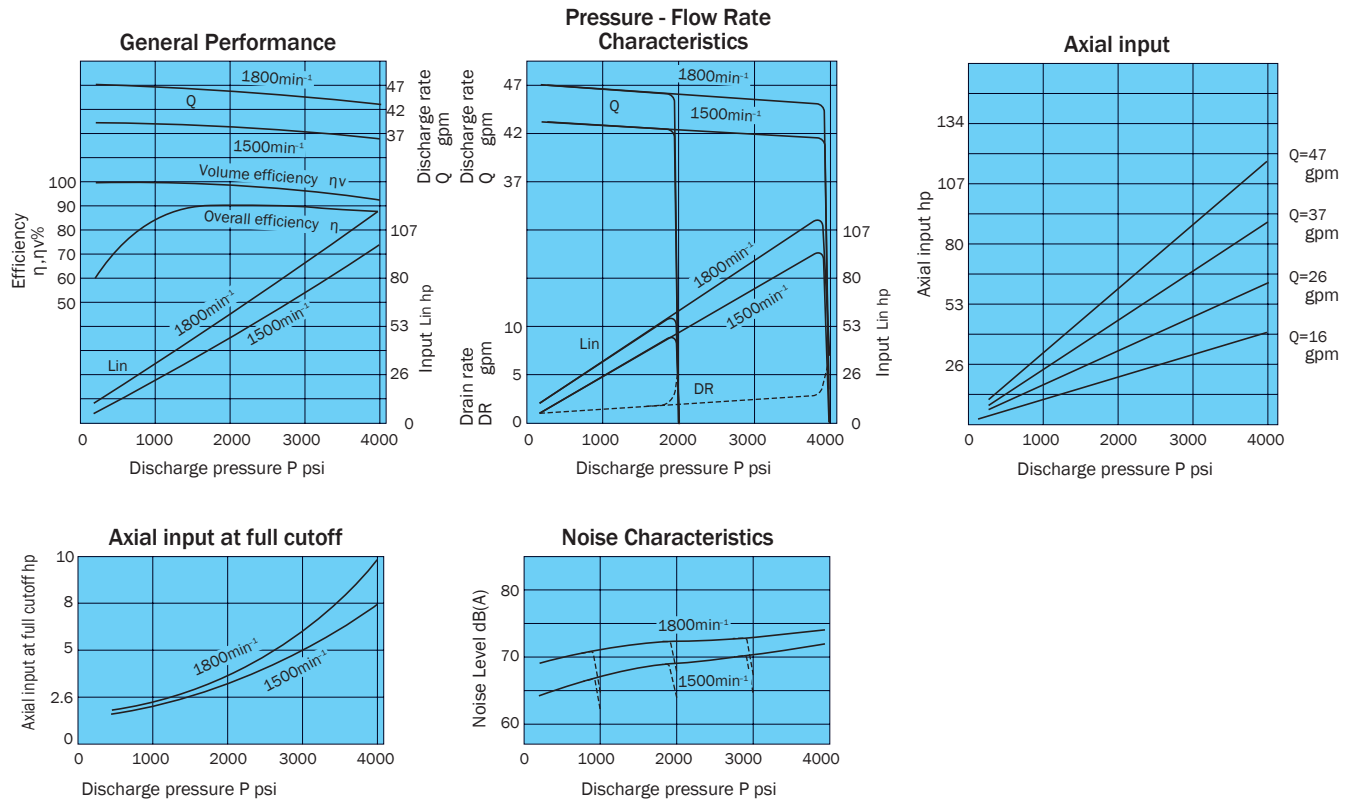 General Performance
1800min⁻¹
Q
1500min⁻¹
Volume efficiency ηv
Overall efficiency η
1800min⁻¹
1500min⁻¹
Lin
Efficiency
η,ηv%
100
90
80
70
60
50
47
42
37
Discharge rate
Q gpm
107
80
53
26
0
Input Lin hp
0 1000 2000 3000 4000
Discharge pressure P psi
Pressure - Flow Rate
Characteristics
1800min⁻¹
Q
1500min⁻¹
1800min⁻¹
1500min⁻¹
Lin
DR
Discharge rate
Q gpm
47
42
37
Drain rate
DR gpm
10
5
0
107
80
53
26
0
Input Lin hp
0 1000 2000 3000 4000
Discharge pressure P psi
Axial input
Axial input hp
134
107
80
53
26
Q=47
gpm
Q=37
gpm
Q=26
gpm
Q=16
gpm
0 1000 2000 3000 4000
Discharge pressure P psi
Axial input at full cutoff
Axial input at full cutoff hp
10
8
5
2.6
0
1800min⁻¹
1500min⁻¹
0 1000 2000 3000 4000
Discharge pressure P psi
Noise Characteristics
Noise Level dB(A)
80
70
60
1800min⁻¹
1500min⁻¹
0 1000 2000 3000 4000
Discharge pressure P psi